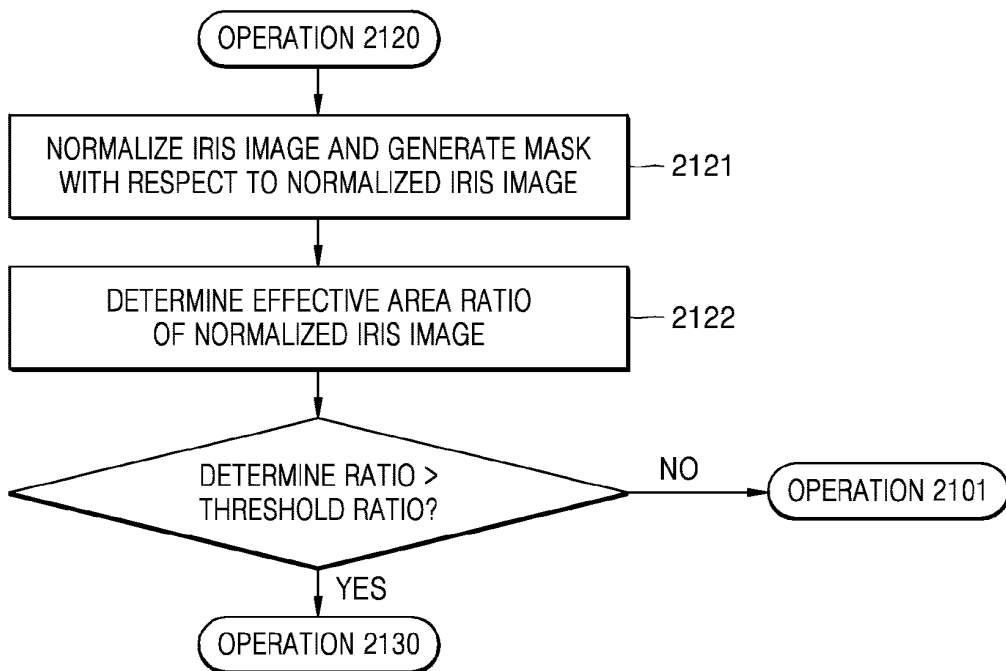 OPERATION 2120
NORMALIZE IRIS IMAGE AND GENERATE MASK
WITH RESPECT TO NORMALIZED IRIS IMAGE
2121
DETERMINE EFFECTIVE AREA RATIO
OF NORMALIZED IRIS IMAGE
2122
DETERMINE RATIO >
THRESHOLD RATIO?
NO
OPERATION 2101
YES
OPERATION 2130